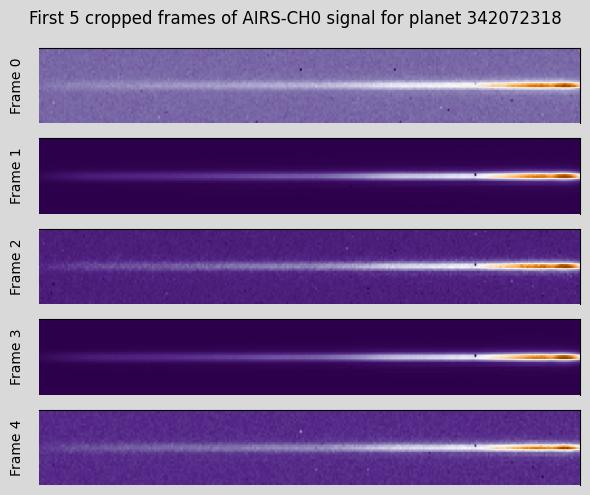 First 5 cropped frames of AIRS-CH0 signal for planet 342072318
Frame 0
Frame 1
Frame 2
Frame 3
Frame 4